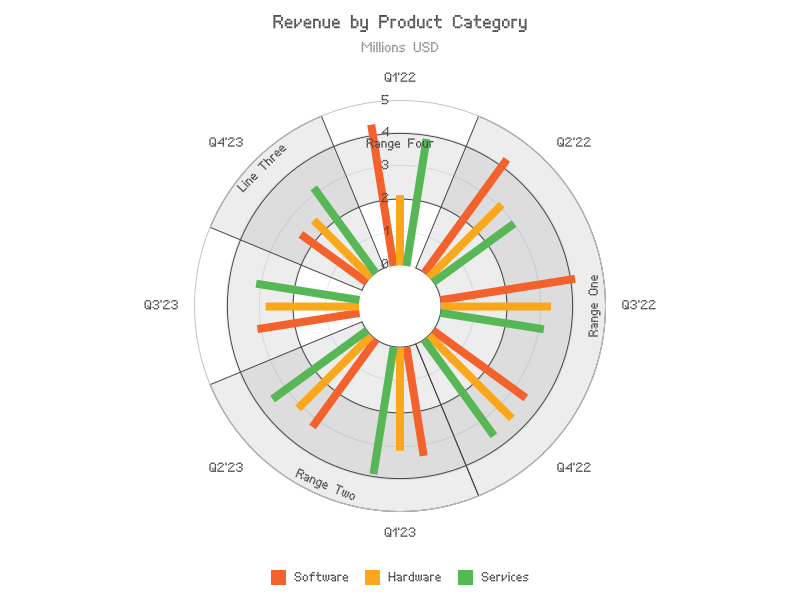 Revenue by Product Category
Millions USD
Q1'22
5
Q4'23
4
Q2'22
Range Four
Line Three
3
2
1
0
Q3'23
Range One
Q3'22
Q2'23
Range Two
Q4'22
Q1'23
Software
Hardware
Services